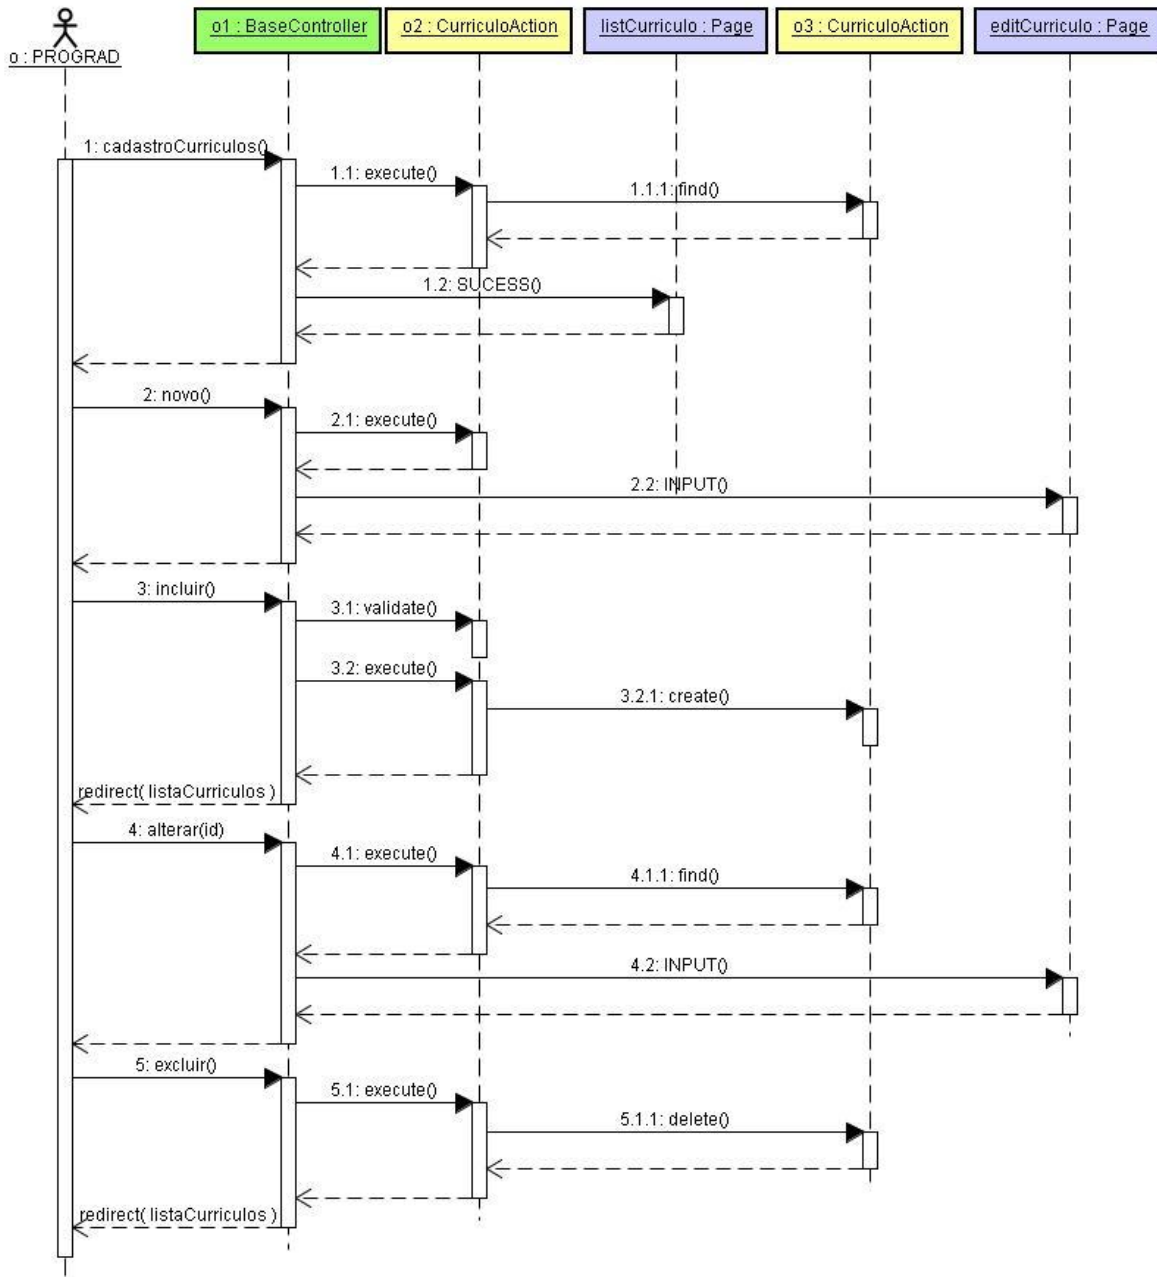 o : PROGRAD
o1 : BaseController
o2 : CurriculoAction
listCurriculo : Page
o3 : CurriculoAction
editCurriculo : Page
1: cadastroCurriculos()
1.1: execute()
1.1.1: find()
1.2: SUCESS()
2: novo()
2.1: execute()
2.2: INPUT()
3: incluir()
3.1: validate()
3.2: execute()
3.2.1: create()
redirect( listaCurriculos )
4: alterar(id)
4.1: execute()
4.1.1: find()
4.2: INPUT()
5: excluir()
5.1: execute()
5.1.1: delete()
redirect( listaCurriculos )